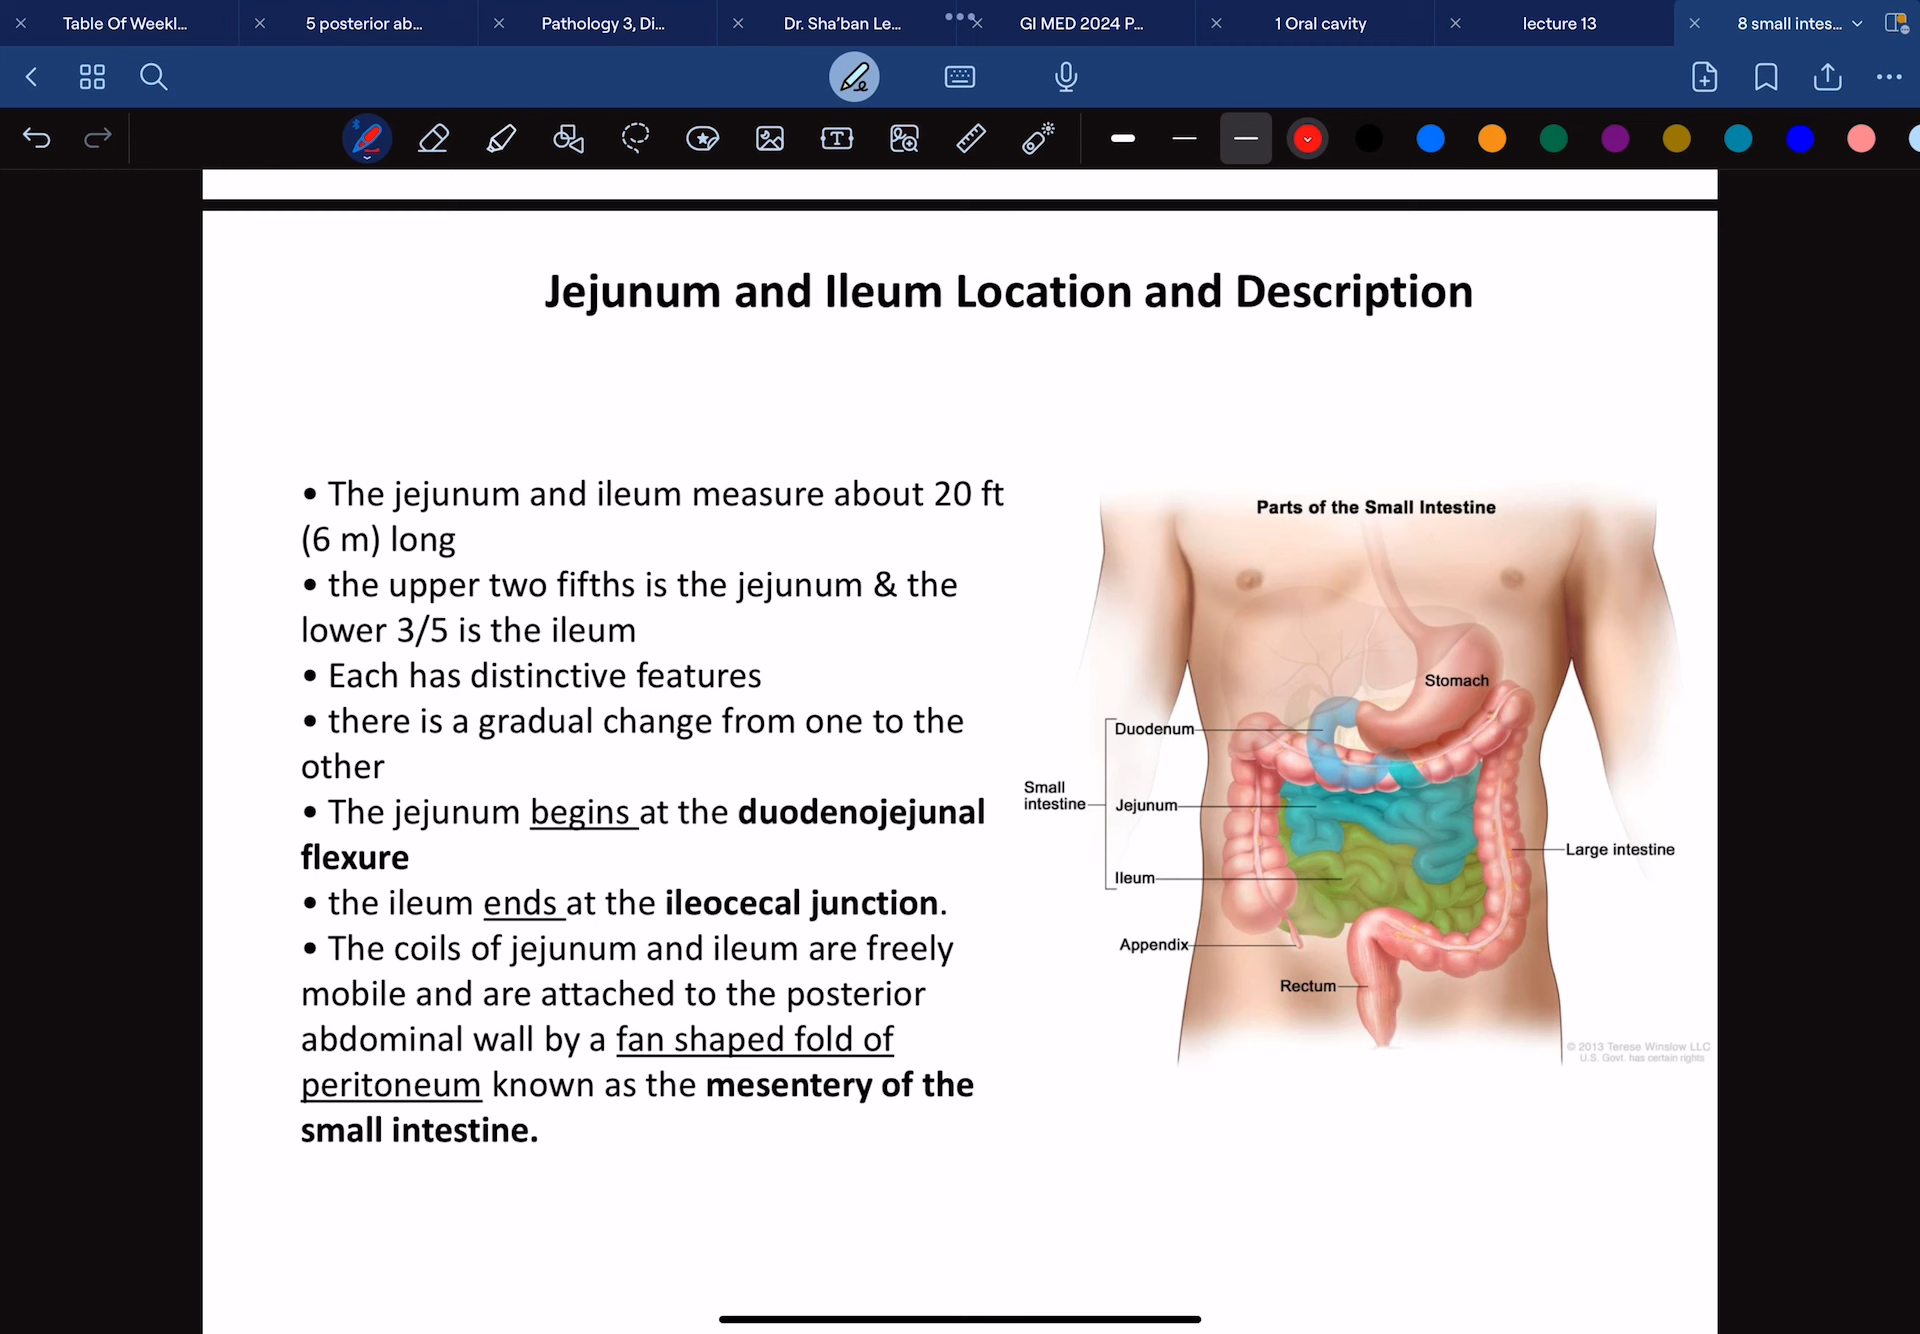 Table Of Weekl...
5 posterior ab...
Pathology 3, Di...
Dr. Sha'ban Le...
GI MED 2024 P...
1 Oral cavity
lecture 13
8 small intes...
Jejunum and Ileum Location and Description
• The jejunum and ileum measure about 20 ft
(6 m) long
• the upper two fifths is the jejunum & the
lower 3/5 is the ileum
• Each has distinctive features
• there is a gradual change from one to the
other
• The jejunum begins at the duodenojejunal
flexure
• the ileum ends at the ileocecal junction.
• The coils of jejunum and ileum are freely
mobile and are attached to the posterior
abdominal wall by a fan shaped fold of
peritoneum known as the mesentery of the
small intestine.
Parts of the Small Intestine
Stomach
Duodenum
Small
intestine
Jejunum
Large intestine
Ileum
Appendix
Rectum
© 2013 Terese Winslow LLC
U.S. Govt. has certain rights